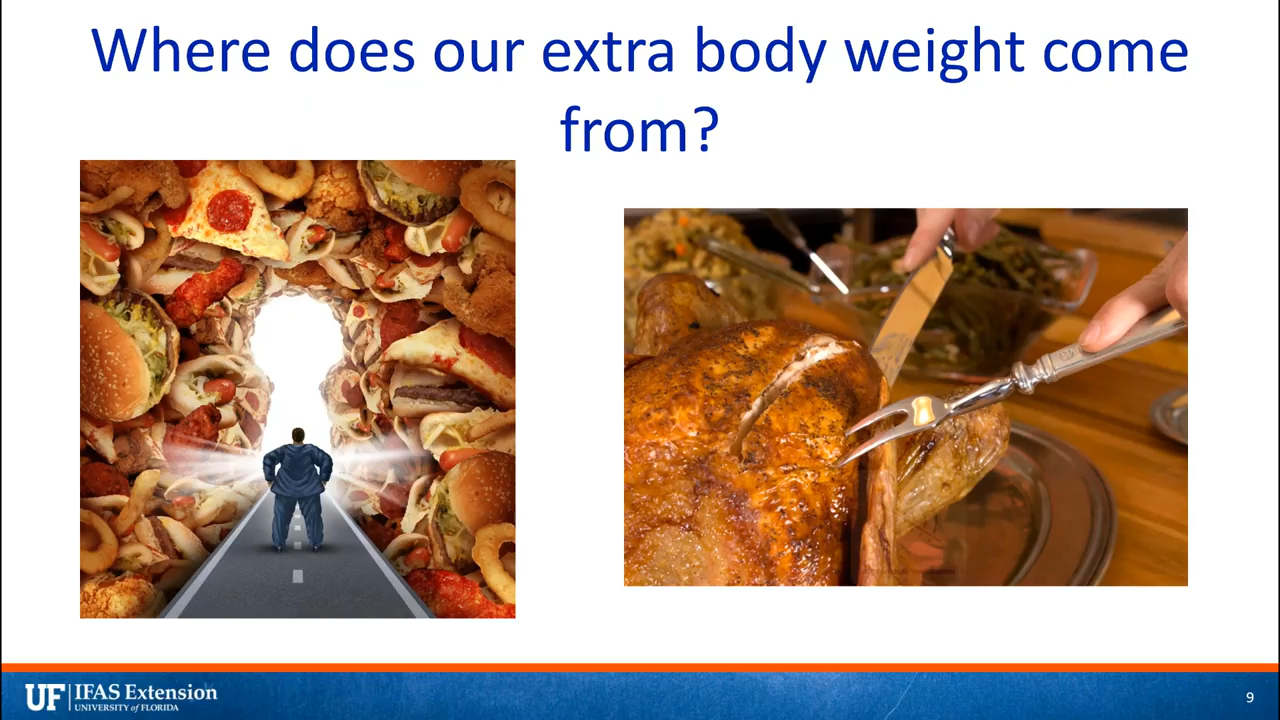 Where does our extra body weight come
from?
UF IFAS Extension
UNIVERSITY of FLORIDA
9